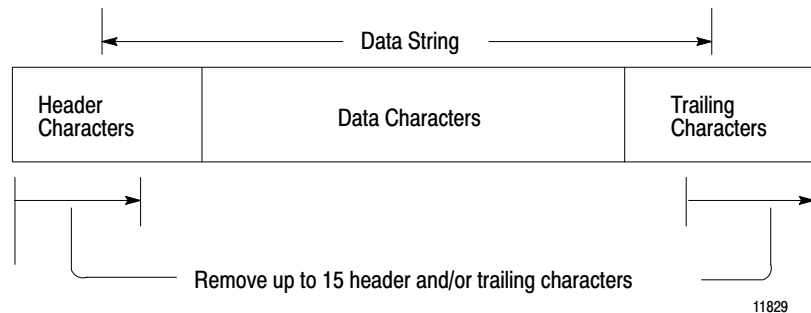 Data String
Header
Characters
Data Characters
Trailing
Characters
Remove up to 15 header and/or trailing characters
11829